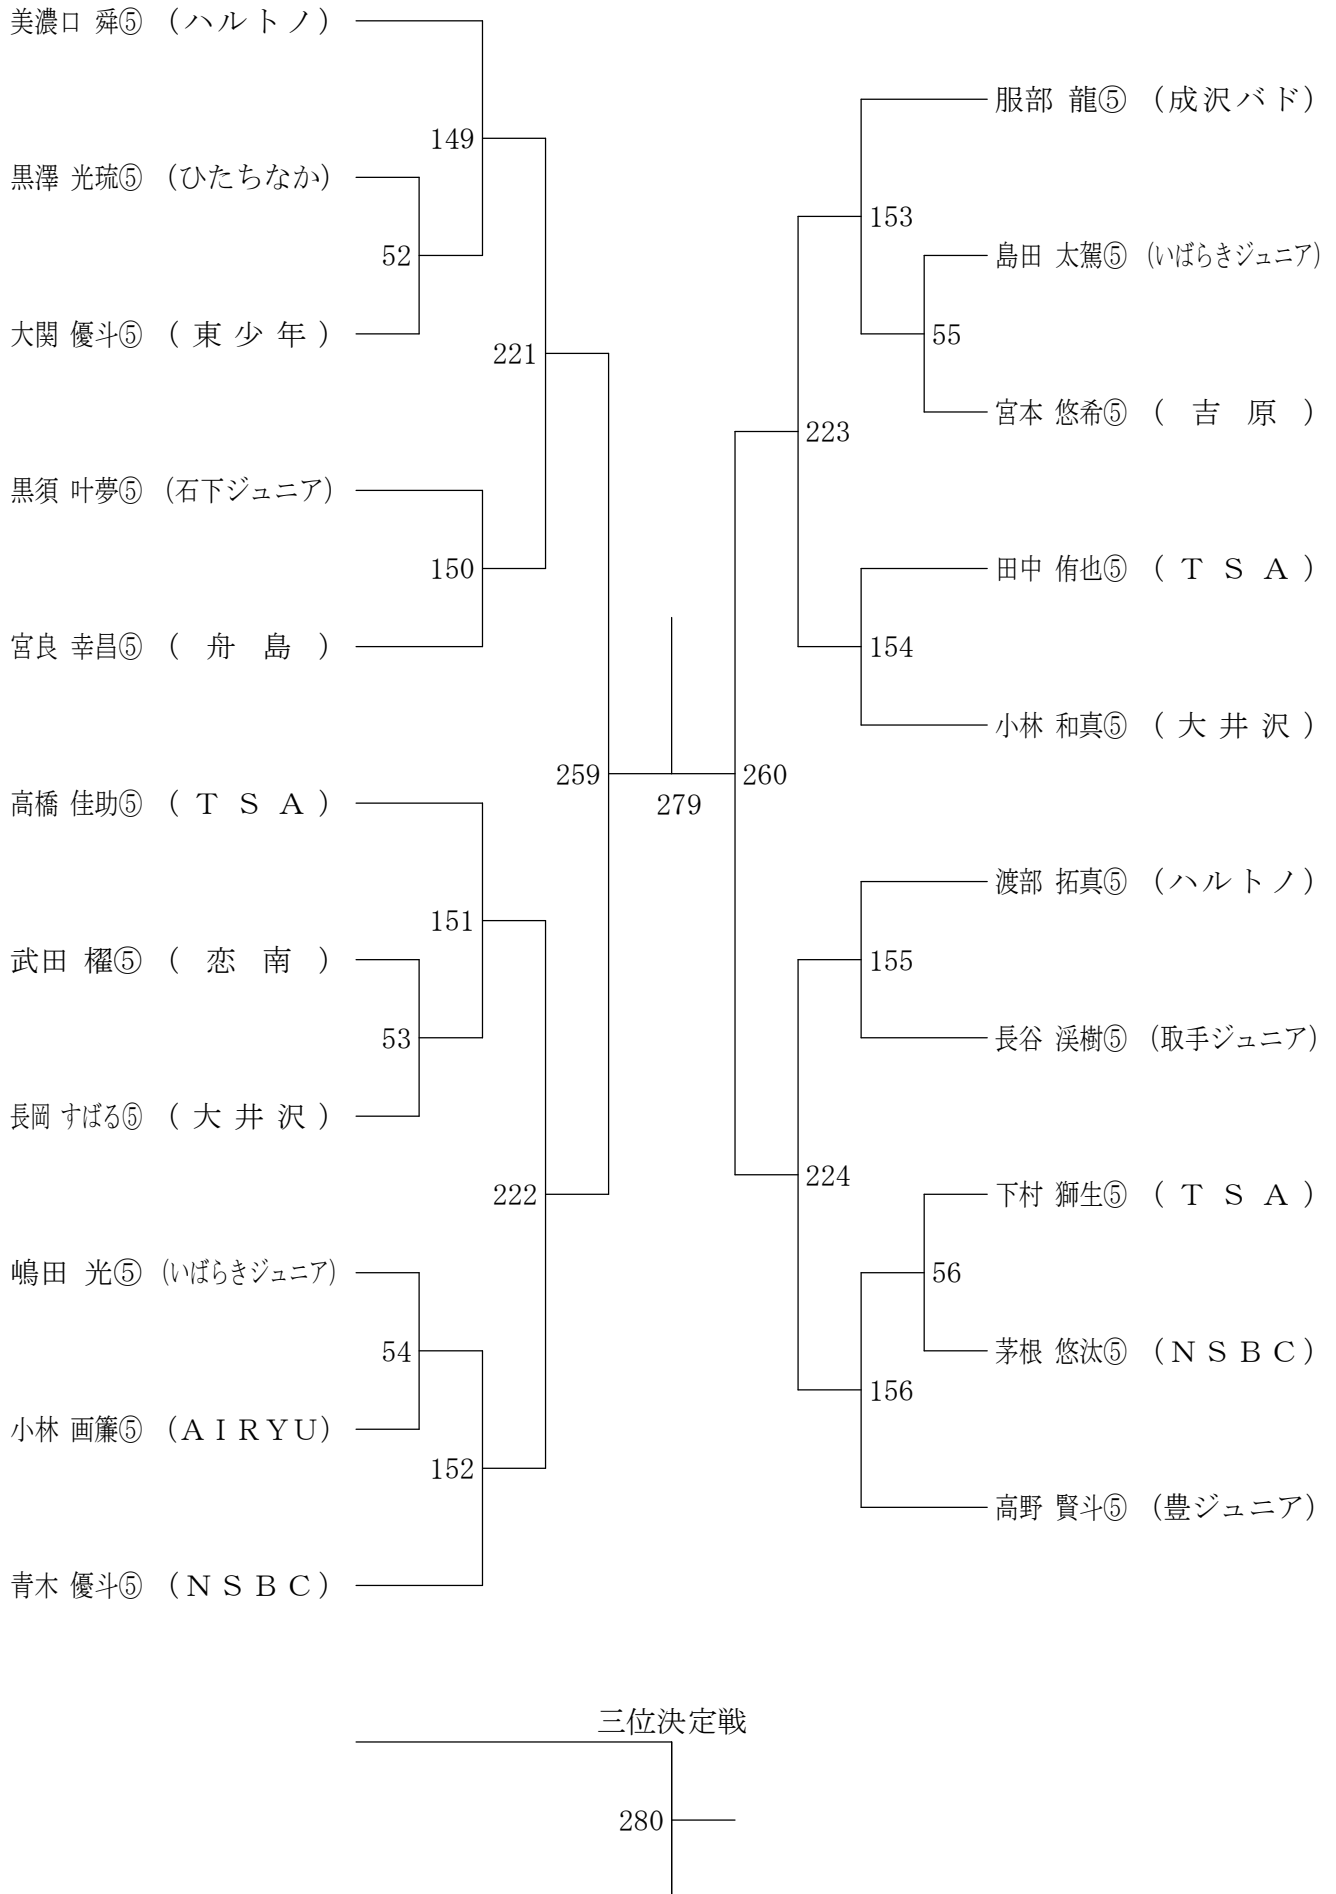 美濃口 舜⑤ (ハルトノ)
149
黒澤 光琉⑤ (ひたちなか)
52
大関 優斗⑤ (東少年)
221
黒須 叶夢⑤ (石下ジュニア)
150
宮良 幸昌⑤ (舟島)
259
高橋 佳助⑤ (TSA)
151
武田 櫂⑤ (恋南)
53
長岡 すばる⑤ (大井沢)
222
嶋田 光⑤ (いばらきジュニア)
54
小林 画簾⑤ (AIRYU)
152
青木 優斗⑤ (NSBC)
279
服部 龍⑤ (成沢バド)
153
島田 太駕⑤ (いばらきジュニア)
55
宮本 悠希⑤ (吉原)
223
田中 侑也⑤ (TSA)
154
小林 和真⑤ (大井沢)
260
渡部 拓真⑤ (ハルトノ)
155
長谷 渓樹⑤ (取手ジュニア)
224
下村 獅生⑤ (TSA)
56
茅根 悠汰⑤ (NSBC)
156
高野 賢斗⑤ (豊ジュニア)
三位決定戦
280